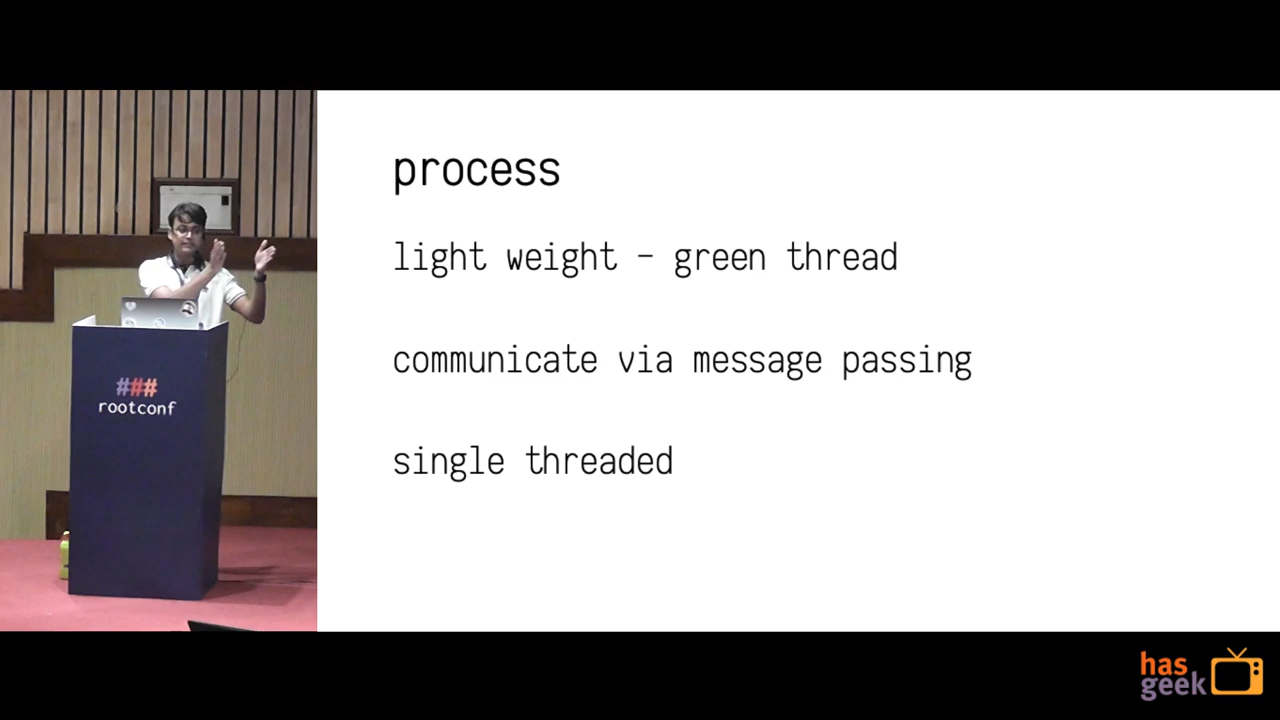 process
light weight - green thread
communicate via message passing
single threaded
###
rootconf
has
geek